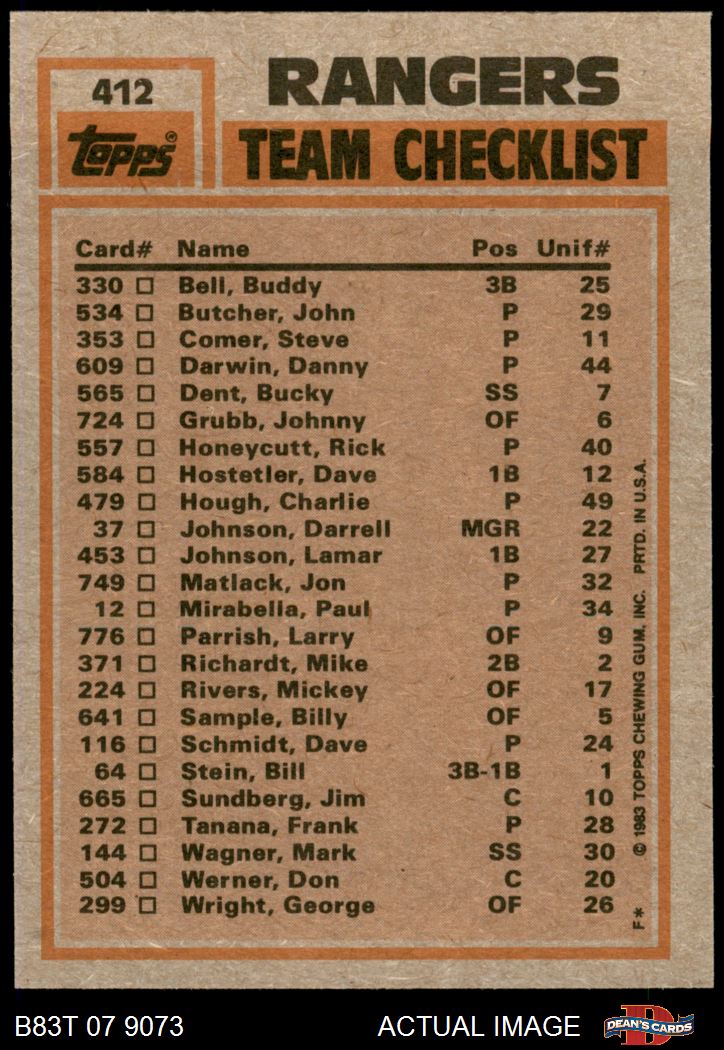 412
RANGERS
topps®
TEAM CHECKLIST
Card# Name Pos Unif#
330 □ Bell, Buddy 3B 25
534 □ Butcher, John P 29
353 □ Comer, Steve P 11
609 □ Darwin, Danny P 44
565 □ Dent, Bucky SS 7
724 □ Grubb, Johnny OF 6
557 □ Honeycutt, Rick P 40
584 □ Hostetler, Dave 1B 12
479 □ Hough, Charlie P 49
37 □ Johnson, Darrell MGR 22
453 □ Johnson, Lamar 1B 27
749 □ Matlack, Jon P 32
12 □ Mirabella, Paul P 34
776 □ Parrish, Larry OF 9
371 □ Richardt, Mike 2B 2
224 □ Rivers, Mickey OF 17
641 □ Sample, Billy OF 5
116 □ Schmidt, Dave P 24
64 □ Stein, Bill 3B-1B 1
665 □ Sundberg, Jim C 10
272 □ Tanana, Frank P 28
144 □ Wagner, Mark SS 30
504 □ Werner, Don C 20
299 □ Wright, George OF 26
F* © 1983 TOPPS CHEWING GUM, INC. PRTD. IN U.S.A.
B83T 07 9073 ACTUAL IMAGE
D
DEAN'S CARDS